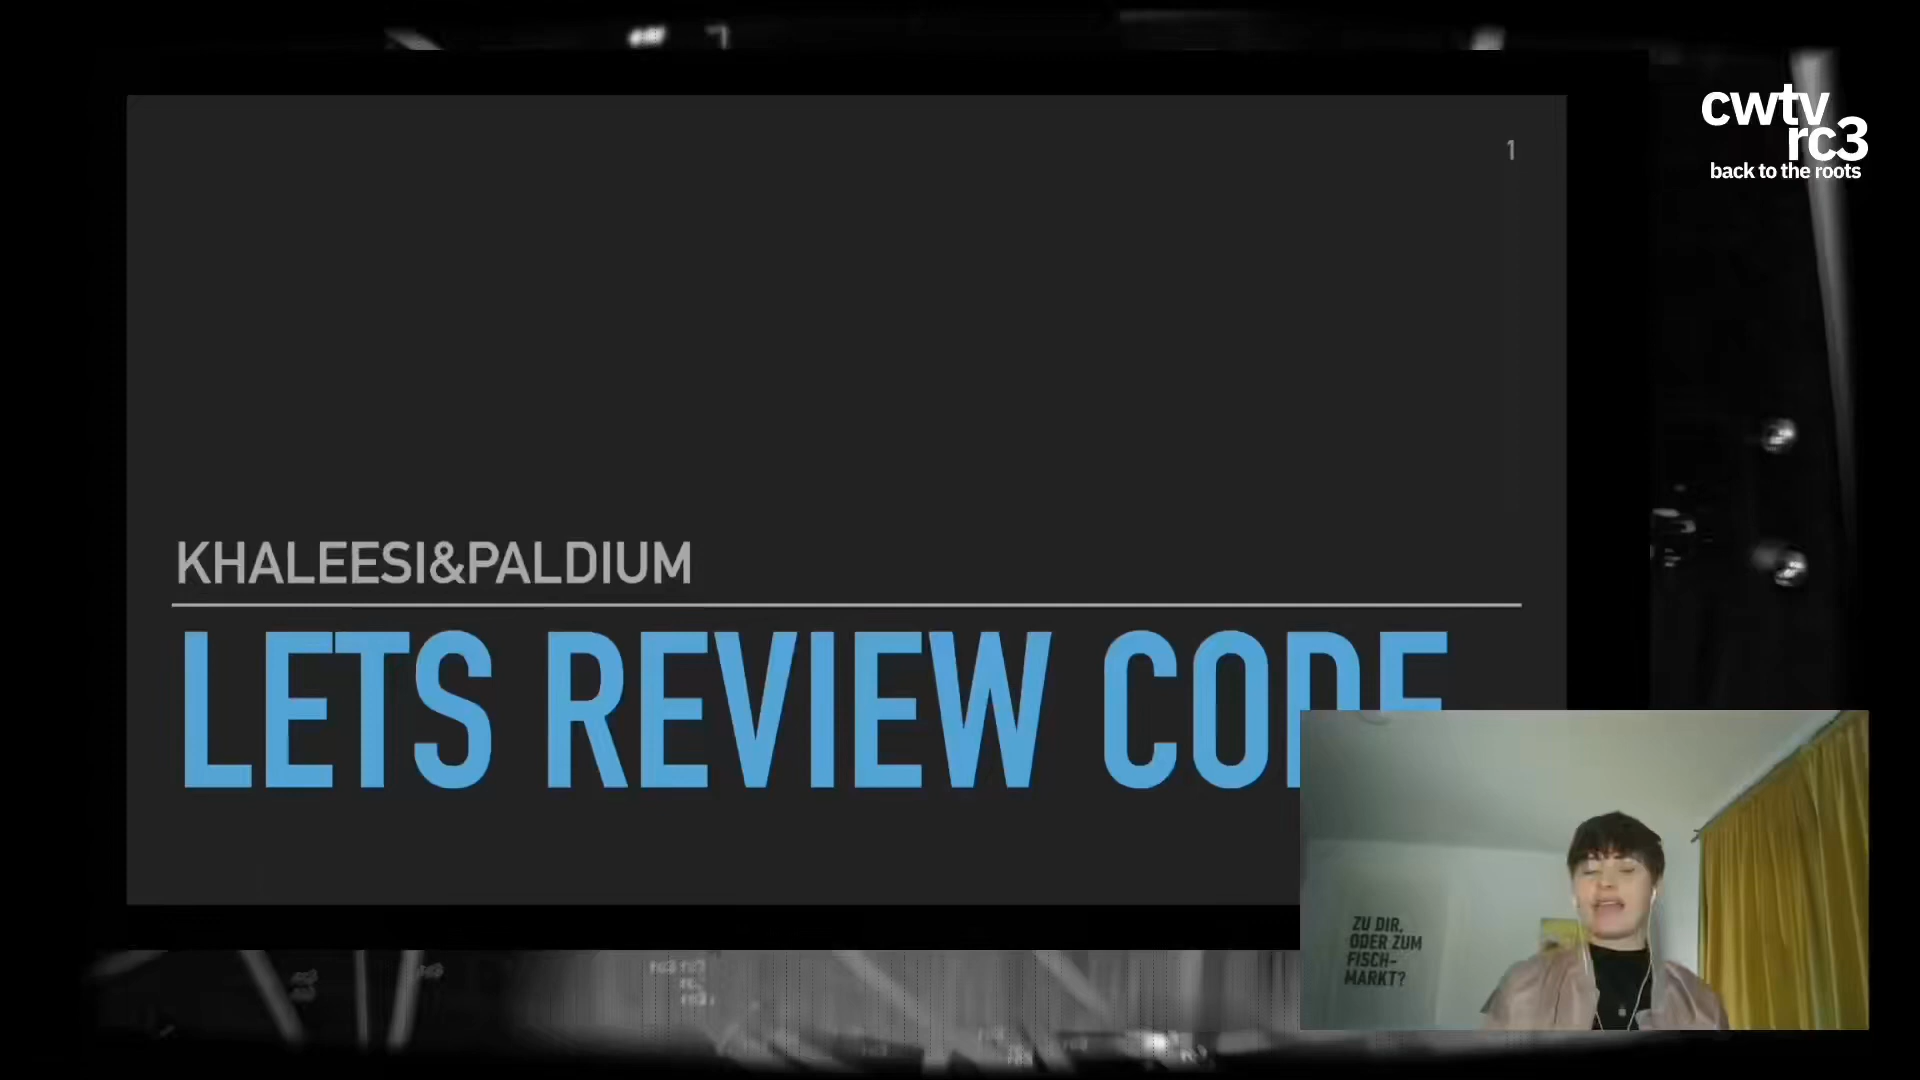 cwtv
rc3
back to the roots
1
KHALEESI&PALDIUM
LETS REVIEW CODE
ZU DIR,
ODER ZUM
FISCH-
MARKT?